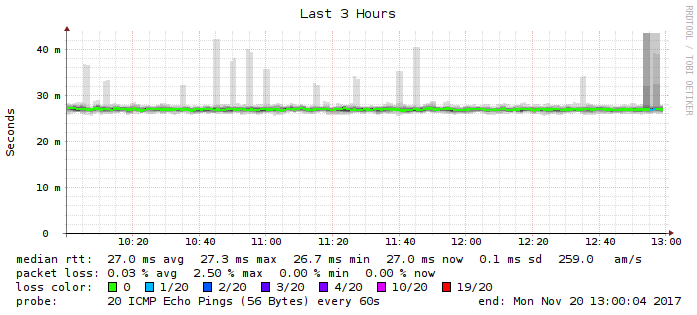 Last 3 Hours
RRDTOOL / TOBI OETIKER
Seconds
40 m
30 m
20 m
10 m
0
10:20 10:40 11:00 11:20 11:40 12:00 12:20 12:40 13:00
median rtt: 27.0 ms avg 27.3 ms max 26.7 ms min 27.0 ms now 0.1 ms sd 259.0 am/s
packet loss: 0.03 % avg 2.50 % max 0.00 % min 0.00 % now
loss color: 0 1/20 2/20 3/20 4/20 10/20 19/20
probe: 20 ICMP Echo Pings (56 Bytes) every 60s end: Mon Nov 20 13:00:04 2017